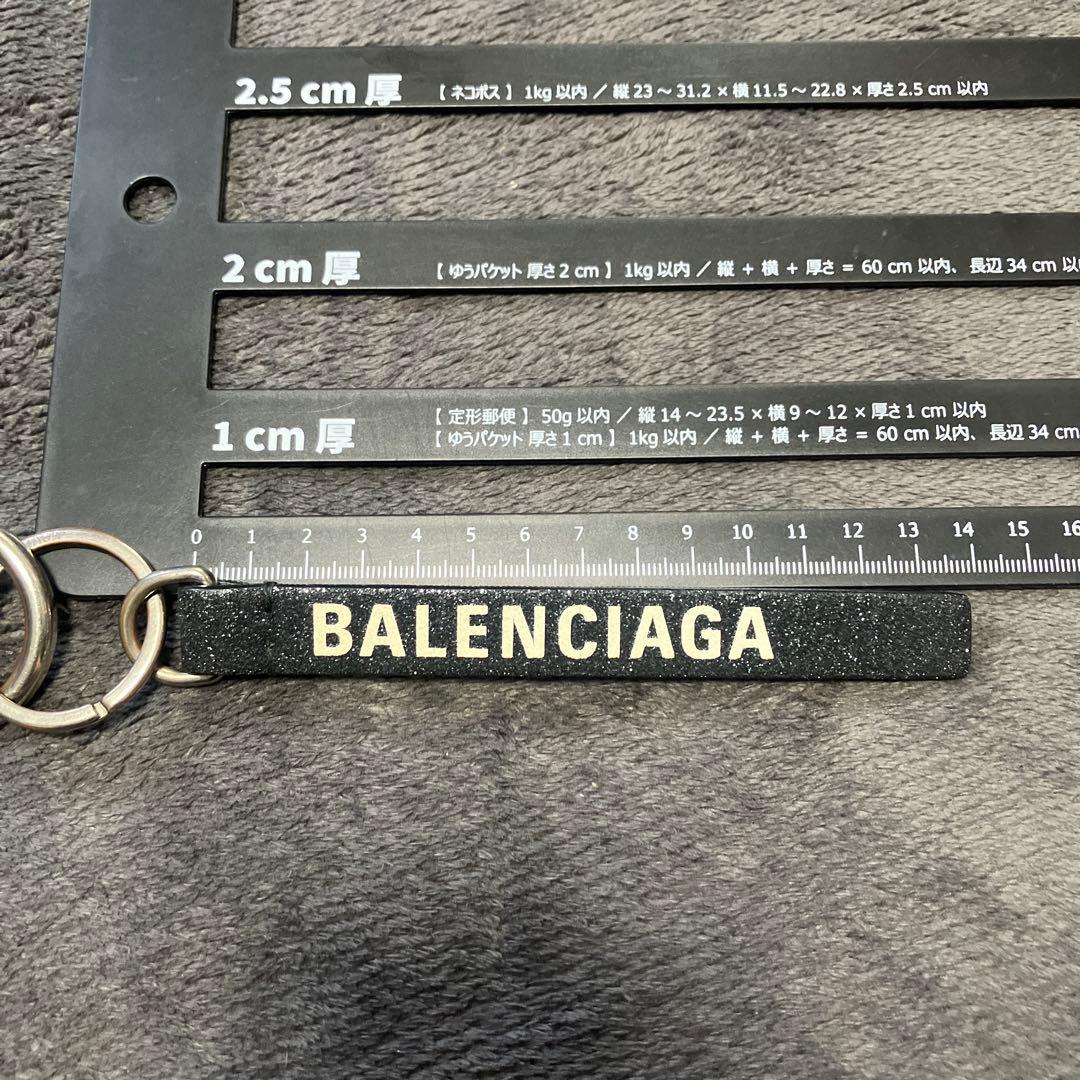 2.5 cm 厚 【 ネコポス 】 1kg 以内 ／ 縦 23 ～ 31.2 × 横 11.5 ～ 22.8 × 厚さ 2.5 cm 以内
2 cm 厚 【 ゆうパケット 厚さ 2 cm 】 1kg 以内 ／ 縦 + 横 + 厚さ = 60 cm 以内、長辺 34 cm 以
1 cm 厚 【 定形郵便 】 50g 以内 ／ 縦 14 ～ 23.5 × 横 9 ～ 12 × 厚さ 1 cm 以内
【 ゆうパケット 厚さ 1 cm 】 1kg 以内 ／ 縦 + 横 + 厚さ = 60 cm 以内、長辺 34 cm
0 1 2 3 4 5 6 7 8 9 10 11 12 13 14 15 16
BALENCIAGA